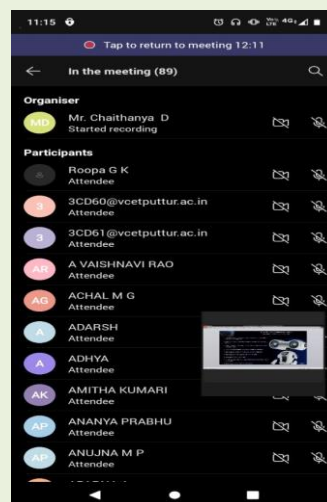 11:15
4G
Tap to return to meeting 12:11
In the meeting (89)
Organiser
MD
Mr. Chaithanya D
Started recording
Participants
Roopa G K
Attendee
3
3CD60@vcetputtur.ac.in
Attendee
3
3CD61@vcetputtur.ac.in
Attendee
AR
A VAISHNAVI RAO
Attendee
AG
ACHAL M G
Attendee
A
ADARSH
Attendee
A
ADHYA
Attendee
AK
AMITHA KUMARI
Attendee
AP
ANANYA PRABHU
Attendee
AP
ANUJNA M P
Attendee